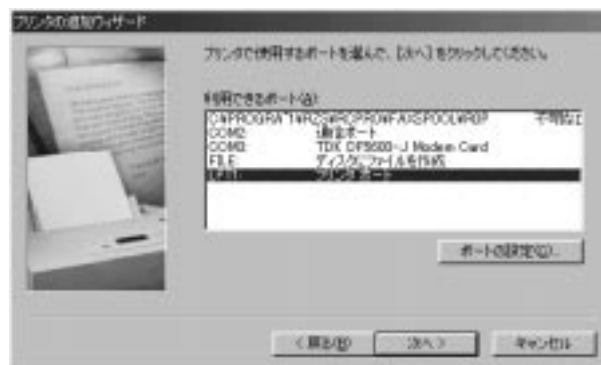 プリンタの追加ウィザード
プリンタで使用するポートを選んで、[次へ] をクリックしてください。
利用できるポート(A):
COM2: 通信ポート
COM3: TDK DF5600-J Modem Card
FILE: ディスクにファイルを作成
LPT1: プリンタ ポート
ポートの設定(C)...
< 戻る(B)
次へ >
キャンセル